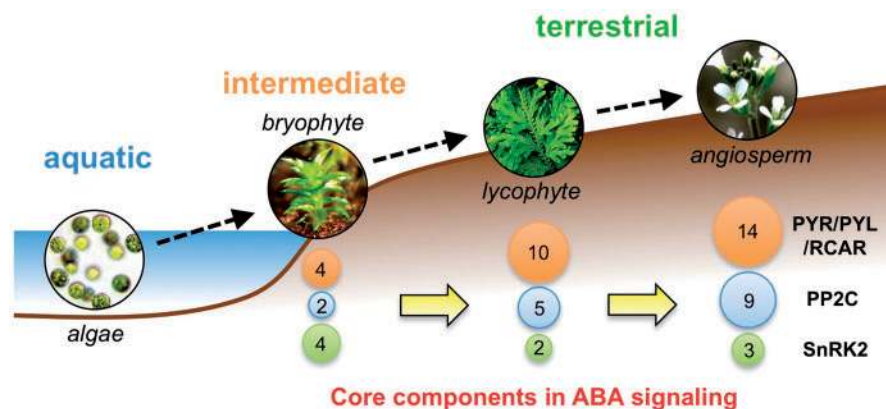 terrestrial
intermediate
bryophyte
aquatic
lycophyte
angiosperm
algae
4
10
14
PYR/PYL
/RCAR
2
5
9
PP2C
4
2
3
SnRK2
Core components in ABA signaling